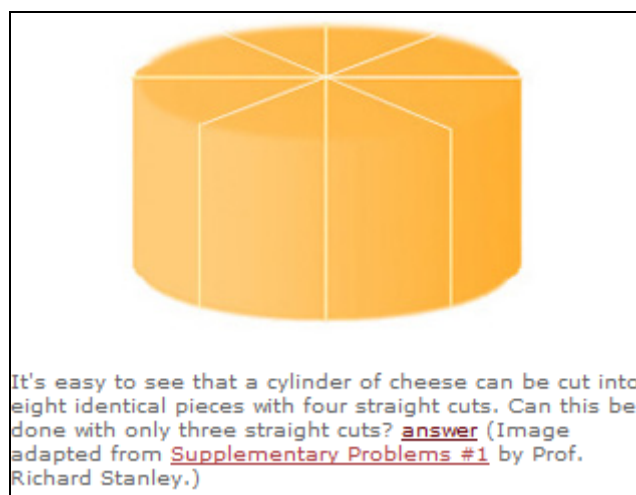 It's easy to see that a cylinder of cheese can be cut into
eight identical pieces with four straight cuts. Can this be
done with only three straight cuts? answer (Image
adapted from Supplementary Problems #1 by Prof.
Richard Stanley.)